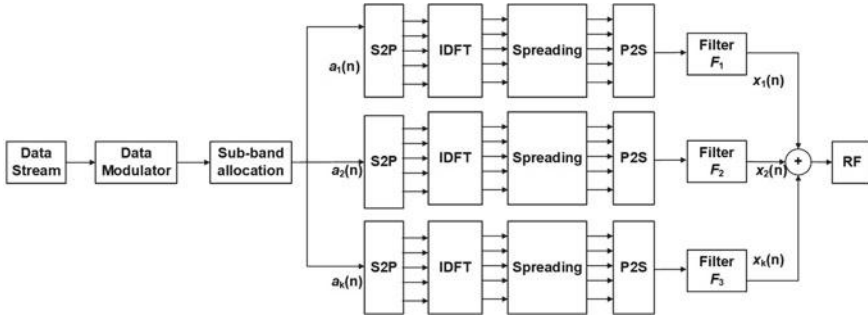 S2P
IDFT
Spreading
P2S
Filter
F1
a1(n)
x1(n)
Data
Stream
Data
Modulator
Sub-band
allocation
S2P
IDFT
Spreading
P2S
Filter
F2
+
RF
a2(n)
x2(n)
S2P
IDFT
Spreading
P2S
Filter
F3
ak(n)
xk(n)